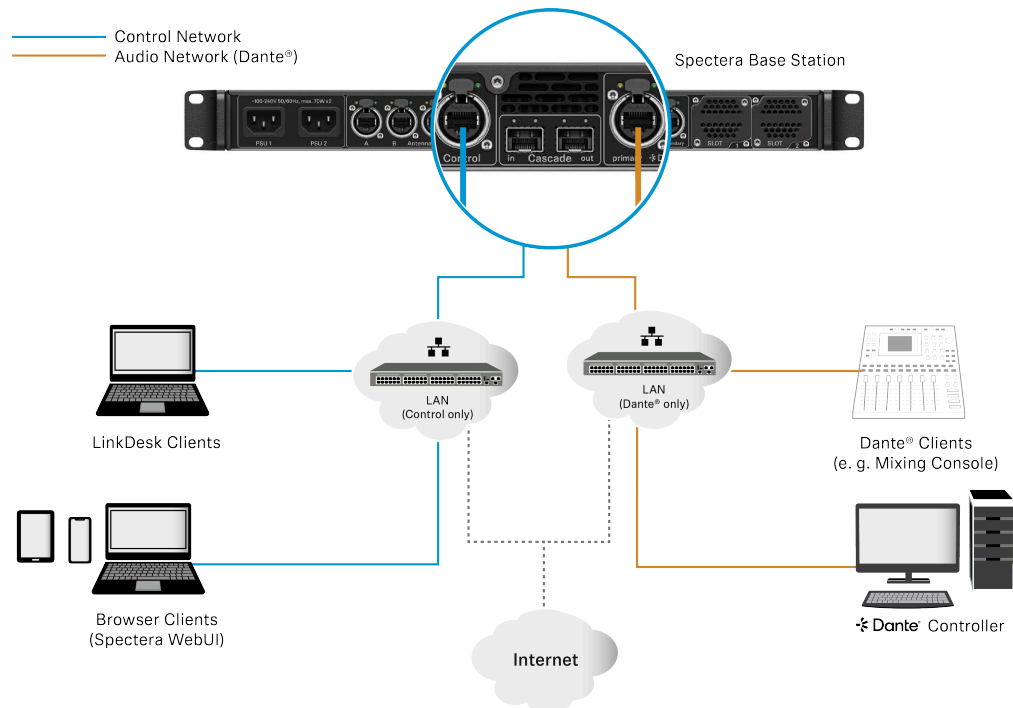 Control Network
Audio Network (Dante®)
Spectera Base Station
~100-240V 50/60Hz, max. 70W x2
PSU 1
PSU 2
A
B
Antenna
Control
in
Cascade
out
primary
SLOT
1
SLOT
2
LAN
(Control only)
LAN
(Dante® only)
LinkDesk Clients
Dante® Clients
(e. g. Mixing Console)
Browser Clients
(Spectera WebUI)
Dante® Controller
Internet